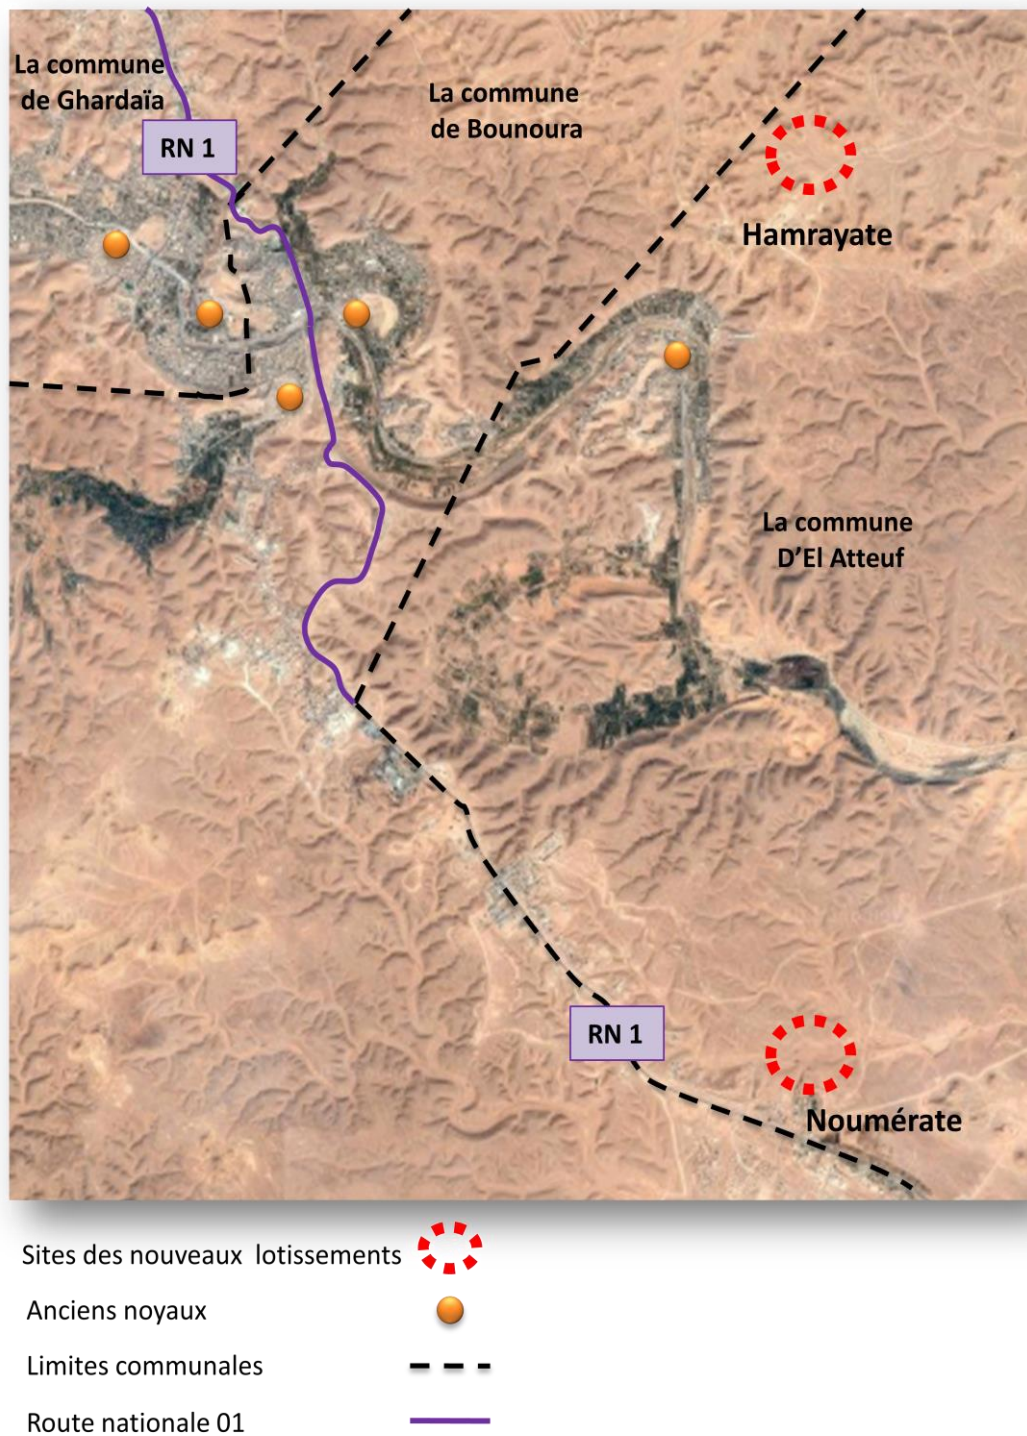 La commune
de Ghardaïa
La commune
de Bounoura
RN 1
Hamrayate
La commune
D’El Atteuf
RN 1
Noumérate
Sites des nouveaux lotissements
Anciens noyaux
Limites communales
Route nationale 01